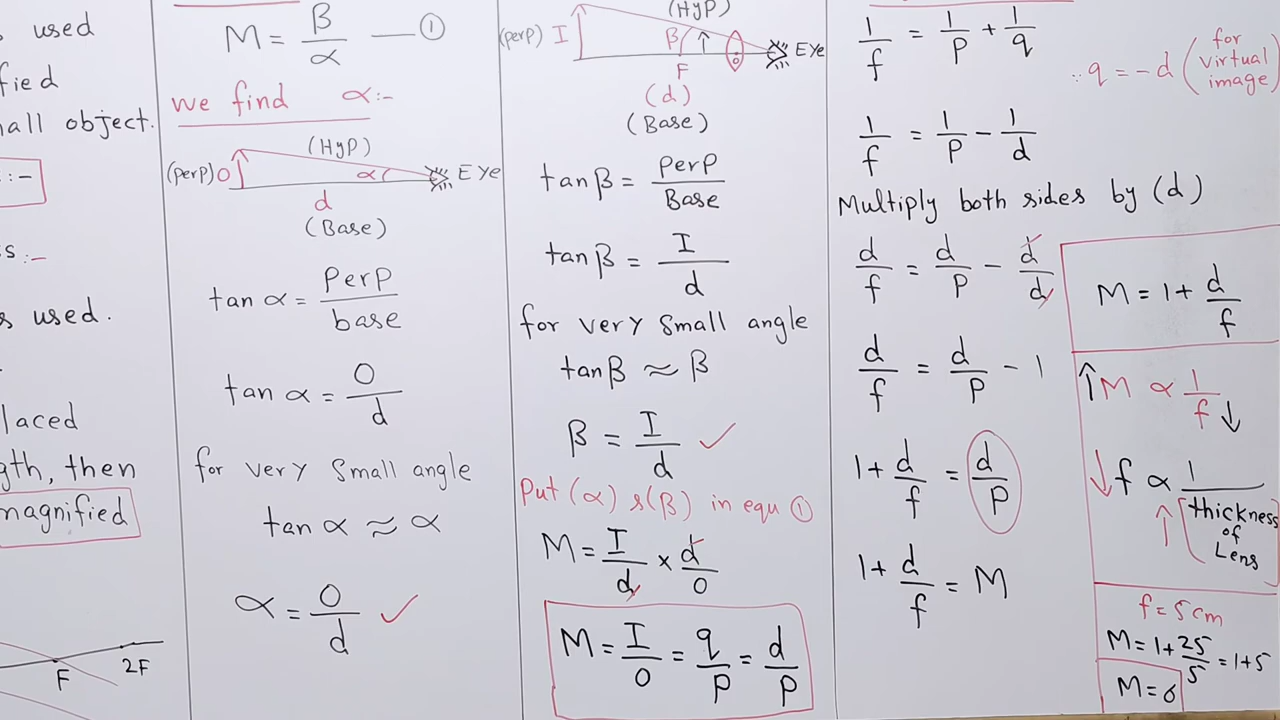 used
fied
all object.
s :-
s used.
laced
gth, then
magnified
F
2F
M = β/α — ①
we find α:-
(perp) O
(Hyp)
α
Eye
d
(Base)
tan α = Perp/base
tan α = O/d
for very small angle
tan α ≈ α
α = O/d ✓
(perp) I
(Hyp)
β
Eye
F
(d)
(Base)
tan β = Perp/Base
tan β = I/d
for very small angle
tan β ≈ β
β = I/d ✓
Put (α) s(β) in equ ①
M = I/d × d/O
M = I/O = q/P = d/P
1/f = 1/P + 1/q
∵ q = -d (for virtual image)
1/f = 1/P - 1/d
Multiply both sides by (d)
d/f = d/P - d/d
d/f = d/P - 1
1 + d/f = d/P
1 + d/f = M
M = 1 + d/f
↑M ∝ 1/f↓
↓f ∝ 1/↑[thickness
of
Lens]
f = 5 cm
M = 1 + 25/5 = 1+5
M = 6